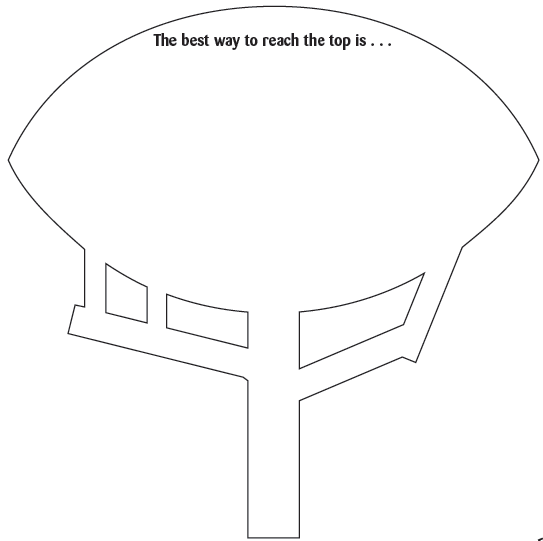 The best way to reach the top is . . .